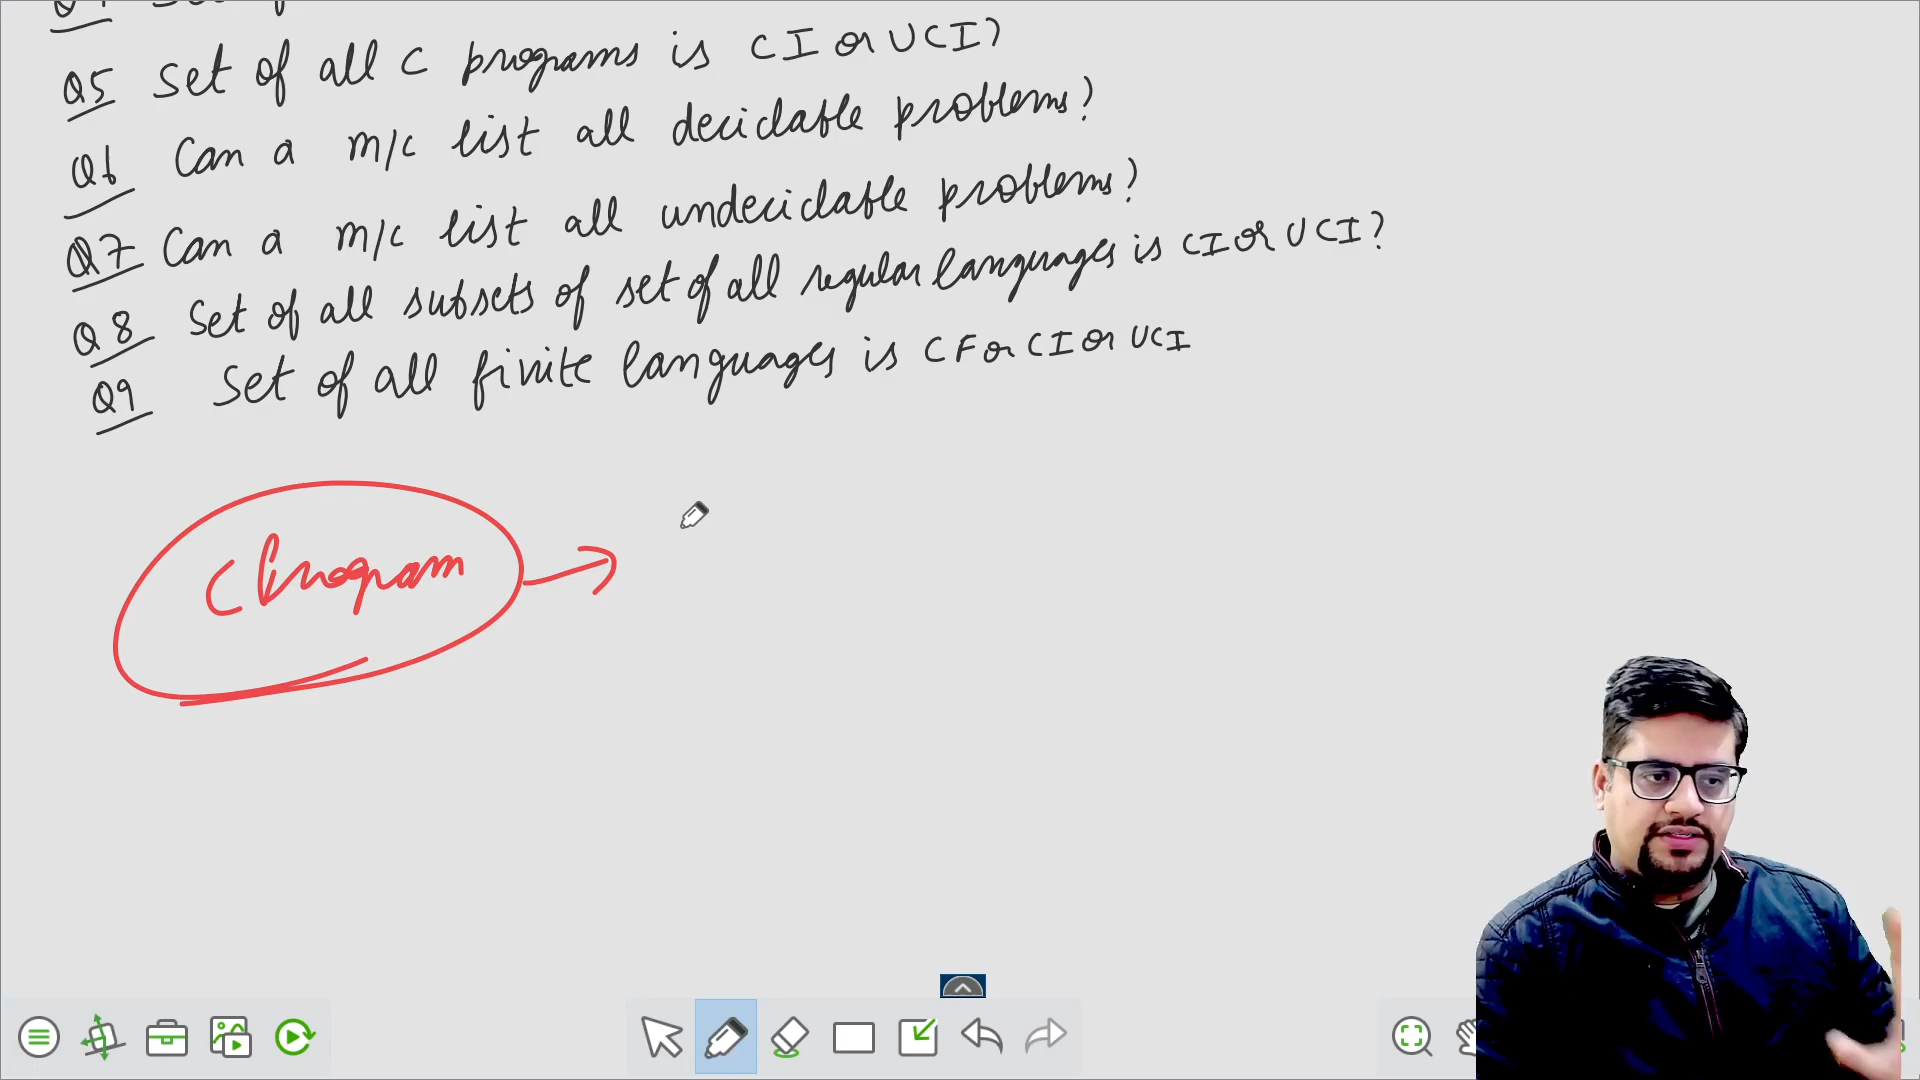 Q5 Set of all C programs is CI or UCI?
Q6 Can a m/c list all decidable problems?
Q7 Can a m/c list all undecidable problems?
Q8 Set of all subsets of set of all regular languages is CI or UCI?
Q9 Set of all finite languages is CF or CI or UCI
C Program